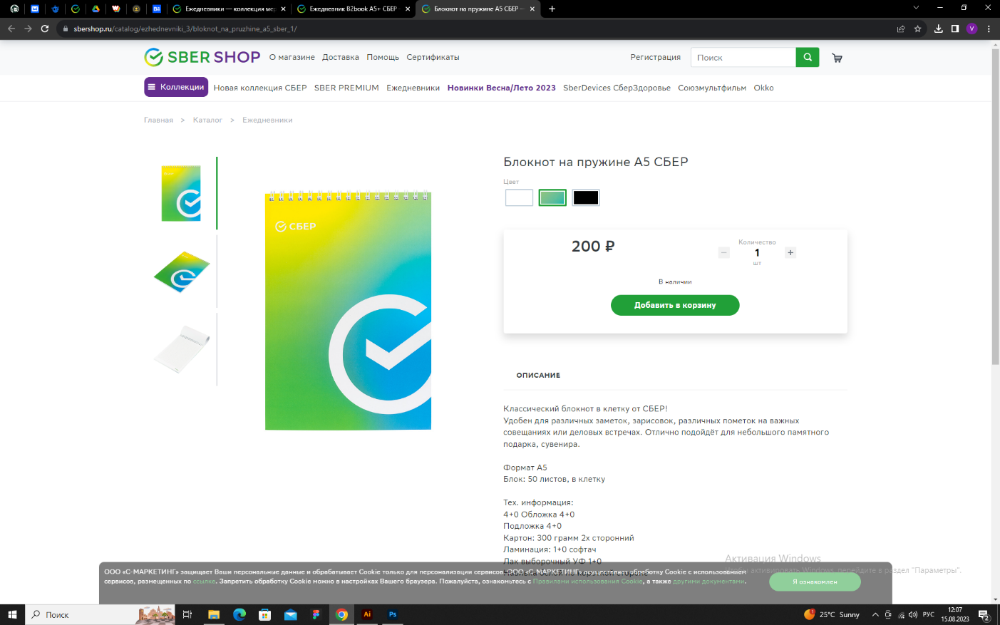 Ежедневники — коллекция мер
Ежедневник B2book А5+ СБЕР -
Блокнот на пружине А5 СБЕР —
sbershop.ru/catalog/ezhednevniki_3/bloknot_na_pruzhine_a5_sber_1/
V
SBER SHOP
О магазине
Доставка
Помощь
Сертификаты
Регистрация
Поиск
Коллекции
Новая коллекция СБЕР
SBER PREMIUM
Ежедневники
Новинки Весна/Лето 2023
SberDevices СберЗдоровье
Союзмультфильм
Okko
Главная > Каталог > Ежедневники
СБЕР
Блокнот на пружине А5 СБЕР
Цвет
200 ₽
Количество
− 1 +
шт
В наличии
Добавить в корзину
ОПИСАНИЕ
Классический блокнот в клетку от СБЕР!
Удобен для различных заметок, зарисовок, различных пометок на важных
совещаниях или деловых встречах. Отлично подойдёт для небольшого памятного
подарка, сувенира.
Формат А5
Блок: 50 листов, в клетку
Тех. информация:
4+0 Обложка 4+0
Подложка 4+0
Картон: 300 грамм 2х сторонний
Ламинация: 1+0 софтач
Лак выборочный УФ 1+0
Активация Windows
активировать Windows, перейдите в раздел "Параметры".
ООО «С-МАРКЕТИНГ» защищает Ваши персональные данные и обрабатывает Cookie только для персонализации сервисов. ООО «С-МАРКЕТИНГ» осуществляет обработку Cookie с использованием
сервисов, размещенных по ссылке. Запретить обработку Cookie можно в настройках Вашего браузера. Пожалуйста, ознакомьтесь с Правилами использования Cookie, а также другими документами.
Я ознакомлен
Поиск
Ai
Ps
25°C Sunny
РУС
12:07
15.08.2023
2